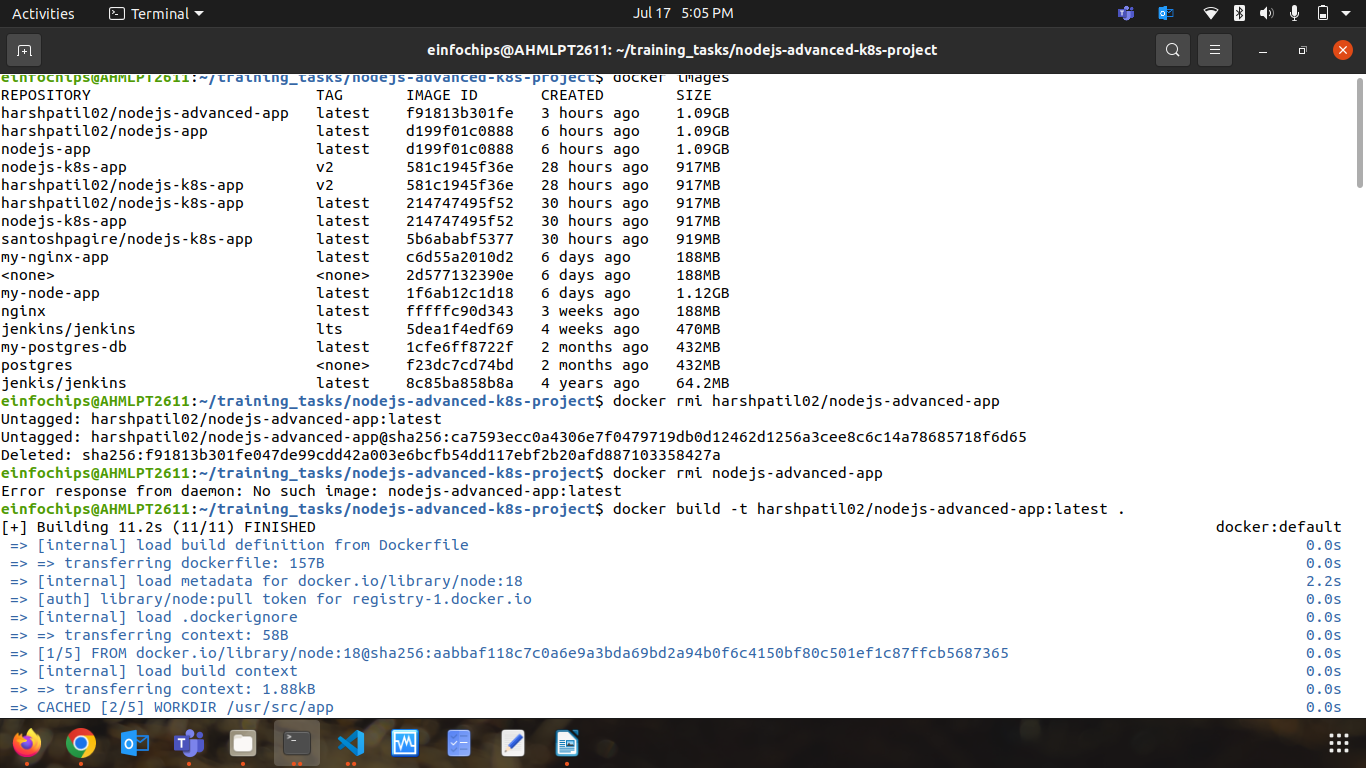 Activities Terminal Jul 17 5:05 PM
einfochips@AHMLPT2611: ~/training_tasks/nodejs-advanced-k8s-project
einfochips@AHMLPT2611:~/training_tasks/nodejs-advanced-k8s-project$ docker images
REPOSITORY TAG IMAGE ID CREATED SIZE
harshpatil02/nodejs-advanced-app latest f91813b301fe 3 hours ago 1.09GB
harshpatil02/nodejs-app latest d199f01c0888 6 hours ago 1.09GB
nodejs-app latest d199f01c0888 6 hours ago 1.09GB
nodejs-k8s-app v2 581c1945f36e 28 hours ago 917MB
harshpatil02/nodejs-k8s-app v2 581c1945f36e 28 hours ago 917MB
harshpatil02/nodejs-k8s-app latest 214747495f52 30 hours ago 917MB
nodejs-k8s-app latest 214747495f52 30 hours ago 917MB
santoshpagire/nodejs-k8s-app latest 5b6ababf5377 30 hours ago 919MB
my-nginx-app latest c6d55a2010d2 6 days ago 188MB
<none> <none> 2d577132390e 6 days ago 188MB
my-node-app latest 1f6ab12c1d18 6 days ago 1.12GB
nginx latest fffffc90d343 3 weeks ago 188MB
jenkins/jenkins lts 5dea1f4edf69 4 weeks ago 470MB
my-postgres-db latest 1cfe6ff8722f 2 months ago 432MB
postgres <none> f23dc7cd74bd 2 months ago 432MB
jenkis/jenkins latest 8c85ba858b8a 4 years ago 64.2MB
einfochips@AHMLPT2611:~/training_tasks/nodejs-advanced-k8s-project$ docker rmi harshpatil02/nodejs-advanced-app
Untagged: harshpatil02/nodejs-advanced-app:latest
Untagged: harshpatil02/nodejs-advanced-app@sha256:ca7593ecc0a4306e7f0479719db0d12462d1256a3cee8c6c14a78685718f6d65
Deleted: sha256:f91813b301fe047de99cdd42a003e6bcfb54dd117ebf2b20afd887103358427a
einfochips@AHMLPT2611:~/training_tasks/nodejs-advanced-k8s-project$ docker rmi nodejs-advanced-app
Error response from daemon: No such image: nodejs-advanced-app:latest
einfochips@AHMLPT2611:~/training_tasks/nodejs-advanced-k8s-project$ docker build -t harshpatil02/nodejs-advanced-app:latest .
[+] Building 11.2s (11/11) FINISHED docker:default
=> [internal] load build definition from Dockerfile 0.0s
=> => transferring dockerfile: 157B 0.0s
=> [internal] load metadata for docker.io/library/node:18 2.2s
=> [auth] library/node:pull token for registry-1.docker.io 0.0s
=> [internal] load .dockerignore 0.0s
=> => transferring context: 58B 0.0s
=> [1/5] FROM docker.io/library/node:18@sha256:aabbaf118c7c0a6e9a3bda69bd2a94b0f6c4150bf80c501ef1c87ffcb5687365 0.0s
=> [internal] load build context 0.0s
=> => transferring context: 1.88kB 0.0s
=> CACHED [2/5] WORKDIR /usr/src/app 0.0s